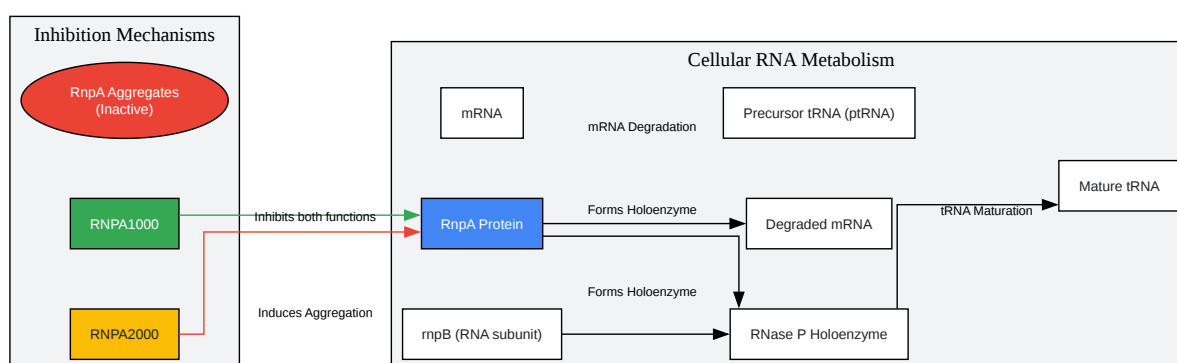 Inhibition Mechanisms
RnpA Aggregates
(Inactive)
RNPA1000
RNPA2000
Inhibits both functions
Induces Aggregation
Cellular RNA Metabolism
mRNA
mRNA Degradation
Precursor tRNA (ptRNA)
Mature tRNA
RnpA Protein
Forms Holoenzyme
Degraded mRNA
tRNA Maturation
Forms Holoenzyme
rnpB (RNA subunit)
RNase P Holoenzyme